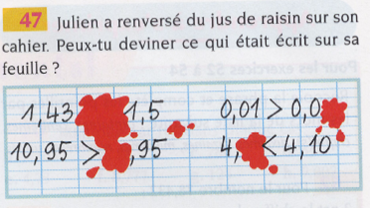 47 Julien a renversé du jus de raisin sur son
cahier. Peux-tu deviner ce qui était écrit sur sa
feuille ?
1,43 1,5 0,01 > 0,0
10,95 > ,95 4, < 4,10